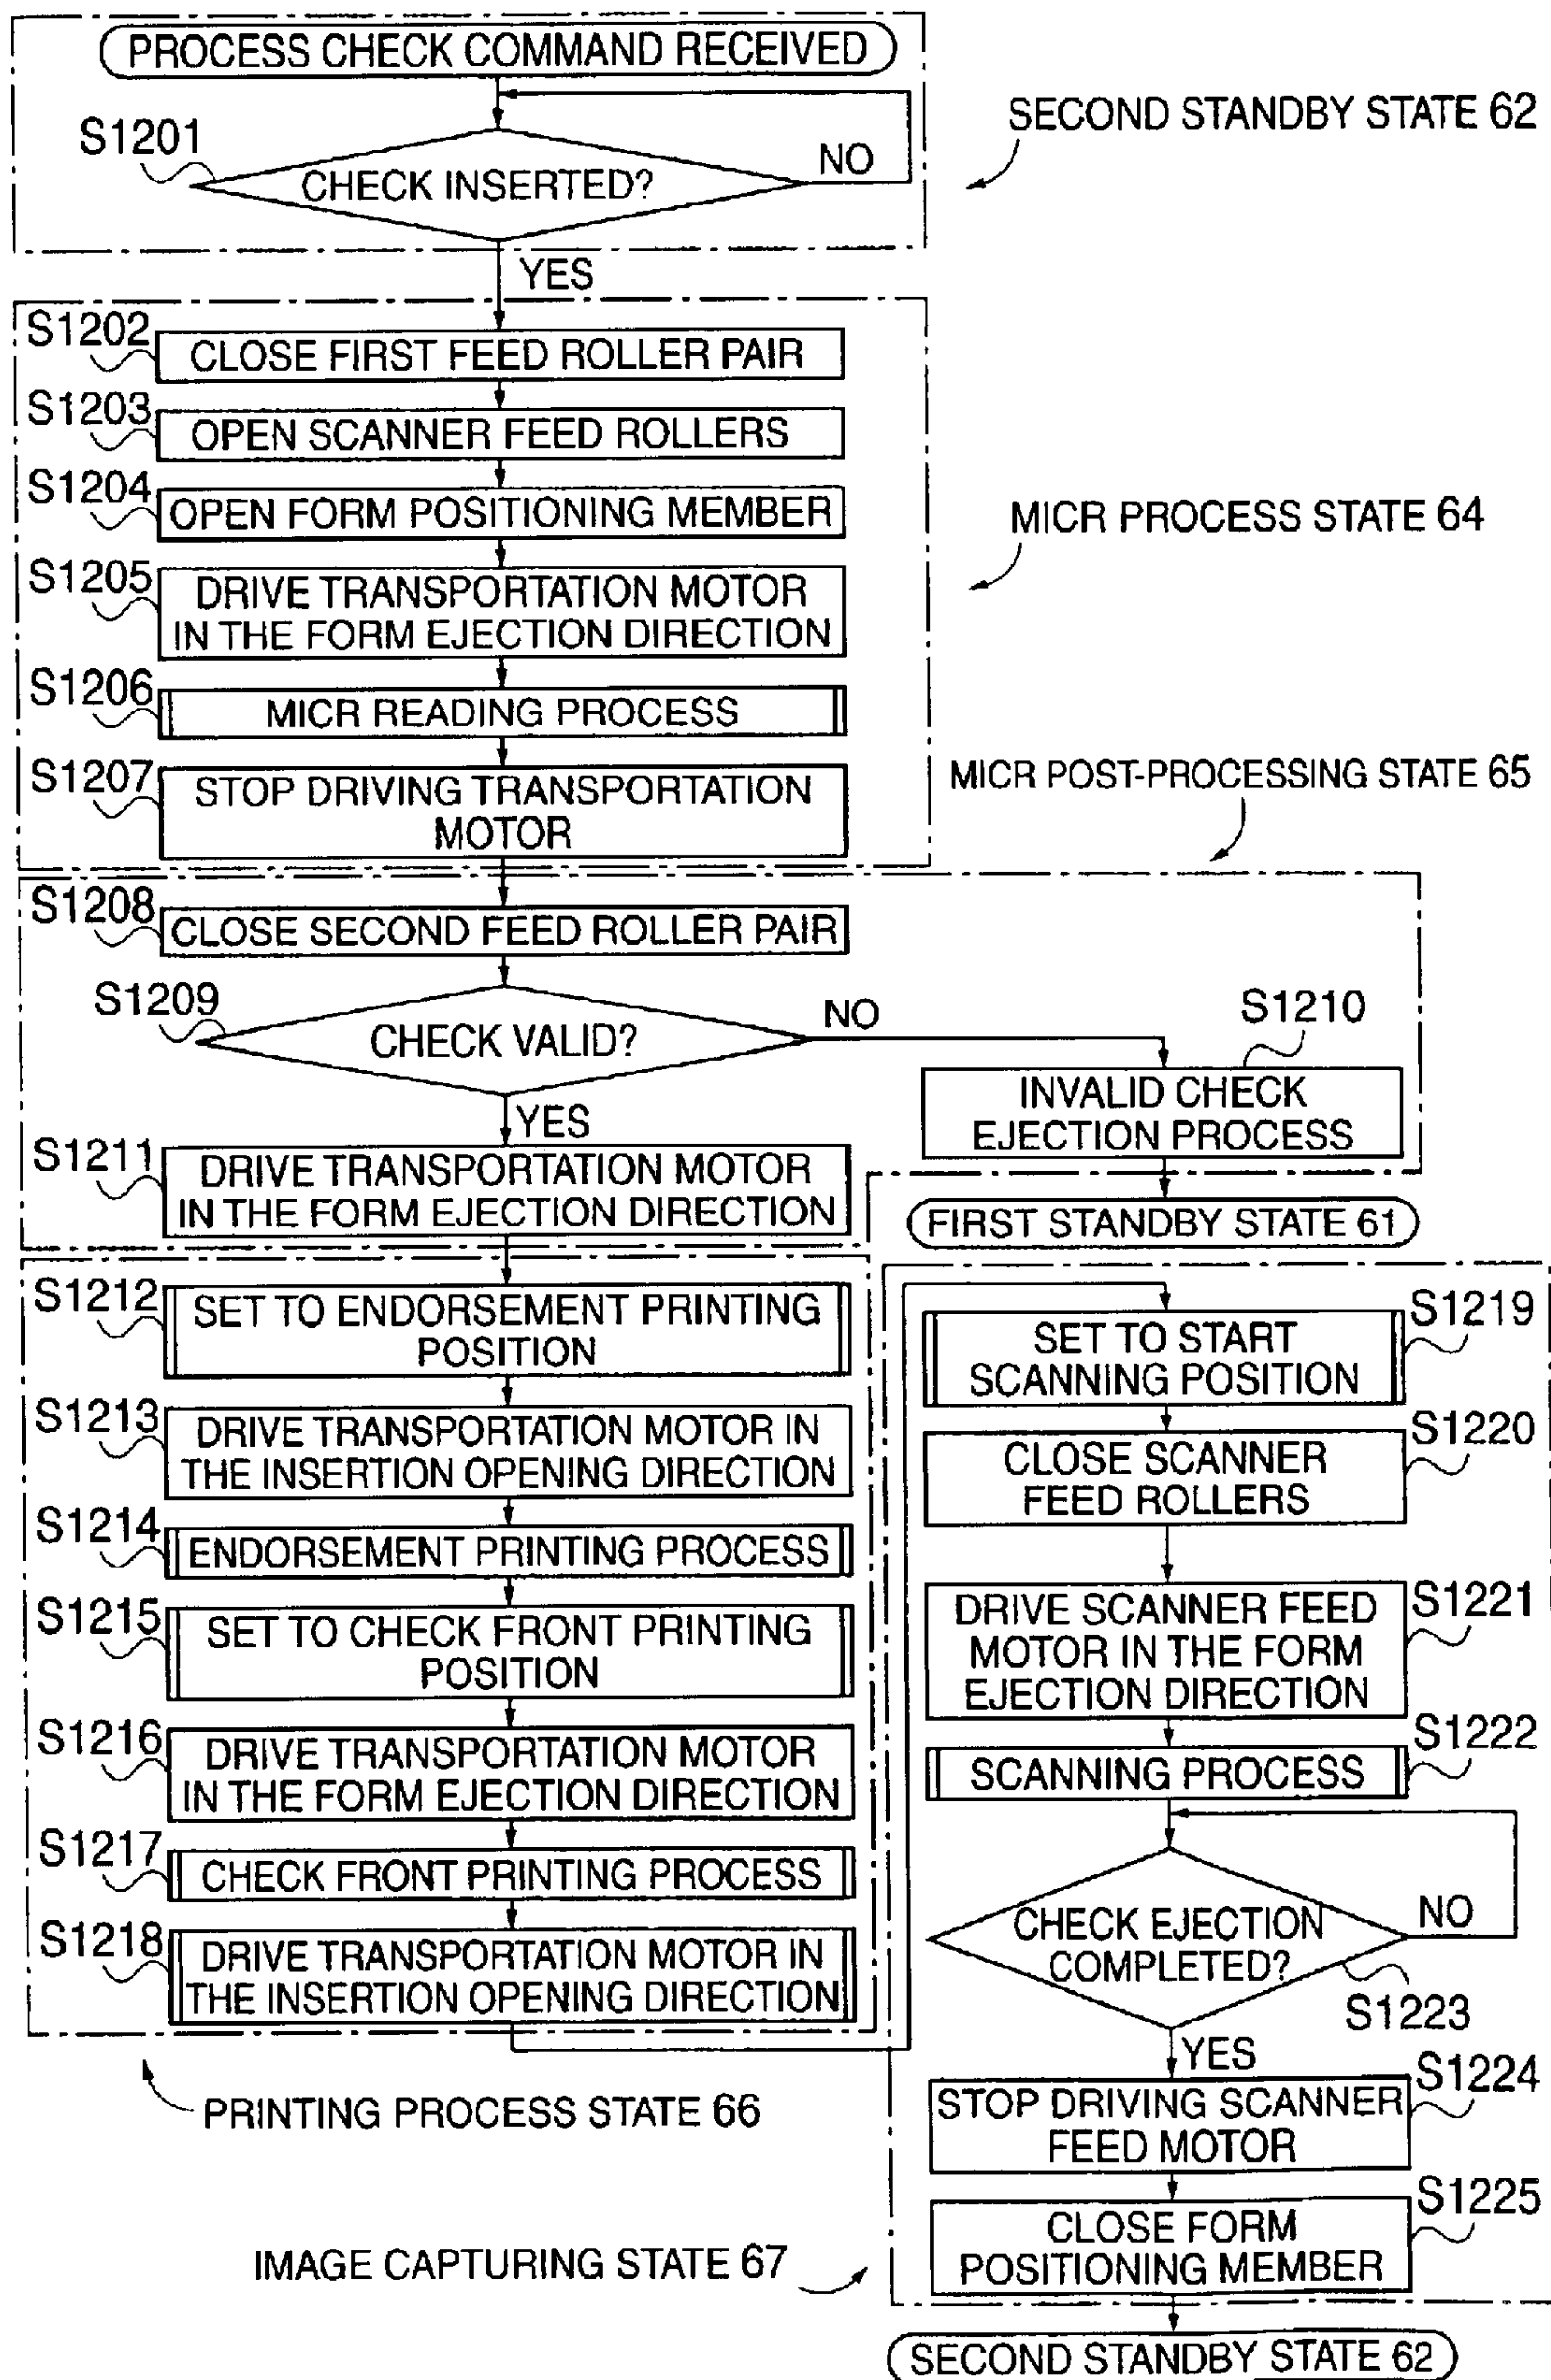 PROCESS CHECK COMMAND RECEIVED
SECOND STANDBY STATE 62
S1201
CHECK INSERTED?
NO
YES
S1202
CLOSE FIRST FEED ROLLER PAIR
S1203
OPEN SCANNER FEED ROLLERS
S1204
OPEN FORM POSITIONING MEMBER
MICR PROCESS STATE 64
S1205
DRIVE TRANSPORTATION MOTOR
IN THE FORM EJECTION DIRECTION
S1206
MICR READING PROCESS
S1207
STOP DRIVING TRANSPORTATION
MOTOR
MICR POST-PROCESSING STATE 65
S1208
CLOSE SECOND FEED ROLLER PAIR
S1209
CHECK VALID?
NO
S1210
INVALID CHECK
EJECTION PROCESS
YES
FIRST STANDBY STATE 61
S1211
DRIVE TRANSPORTATION MOTOR
IN THE FORM EJECTION DIRECTION
S1212
SET TO ENDORSEMENT PRINTING
POSITION
S1213
DRIVE TRANSPORTATION MOTOR IN
THE INSERTION OPENING DIRECTION
S1214
ENDORSEMENT PRINTING PROCESS
S1215
SET TO CHECK FRONT PRINTING
POSITION
S1216
DRIVE TRANSPORTATION MOTOR
IN THE FORM EJECTION DIRECTION
S1217
CHECK FRONT PRINTING PROCESS
S1218
DRIVE TRANSPORTATION MOTOR IN
THE INSERTION OPENING DIRECTION
PRINTING PROCESS STATE 66
S1219
SET TO START
SCANNING POSITION
S1220
CLOSE SCANNER
FEED ROLLERS
S1221
DRIVE SCANNER FEED
MOTOR IN THE FORM
EJECTION DIRECTION
S1222
SCANNING PROCESS
CHECK EJECTION
COMPLETED?
NO
S1223
YES
S1224
STOP DRIVING SCANNER
FEED MOTOR
S1225
CLOSE FORM
POSITIONING MEMBER
IMAGE CAPTURING STATE 67
SECOND STANDBY STATE 62